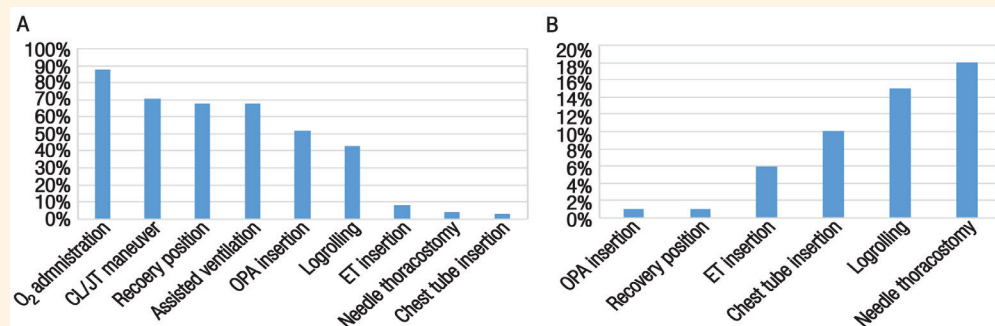 A
100%
90%
80%
70%
60%
50%
40%
30%
20%
10%
0%
O₂ admnistration
CL/JT maneuver
Recoery position
Assisted ventilation
OPA insertion
Logrolling
ET insertion
Needle thoracostomy
Chest tube insertion
B
20%
18%
16%
14%
12%
10%
8%
6%
4%
2%
0%
OPA insertion
Recovery position
ET insertion
Chest tube insertion
Logrolling
Needle thoracostomy